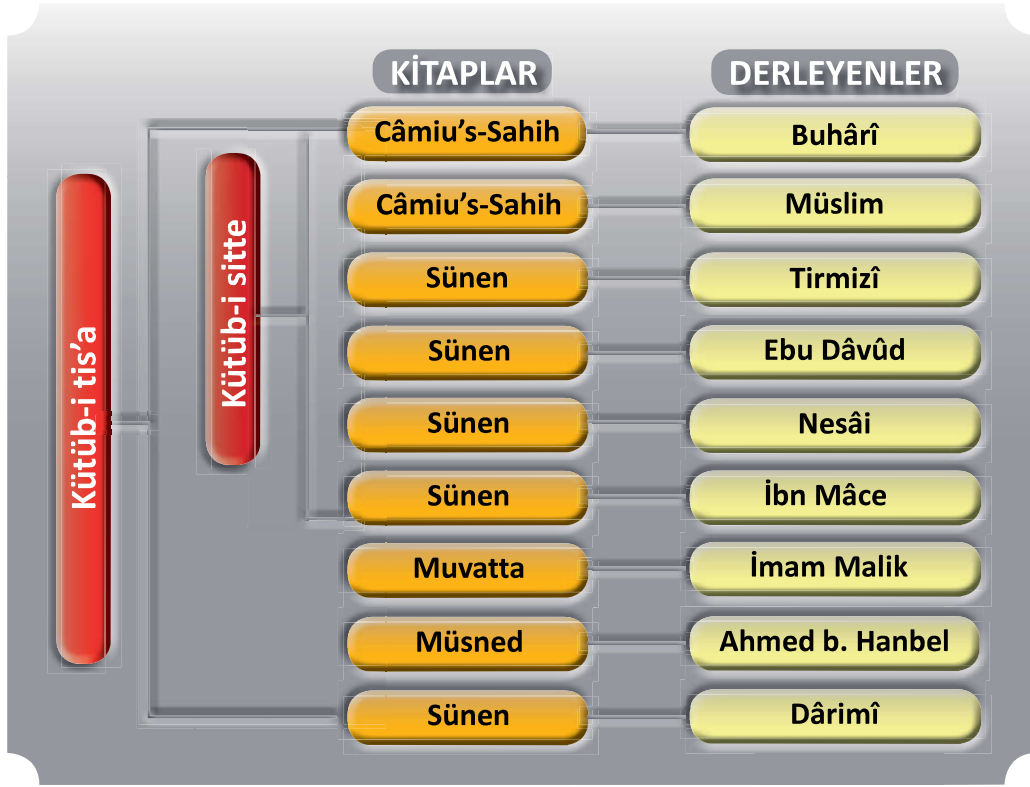 KİTAPLAR DERLEYENLER
Câmiu’s-Sahih Buhârî
Câmiu’s-Sahih Müslim
Sünen Tirmizî
Sünen Ebu Dâvûd
Sünen Nesâi
Sünen İbn Mâce
Muvatta İmam Malik
Müsned Ahmed b. Hanbel
Sünen Dârimî
Kütüb-i tis’a
Kütüb-i sitte